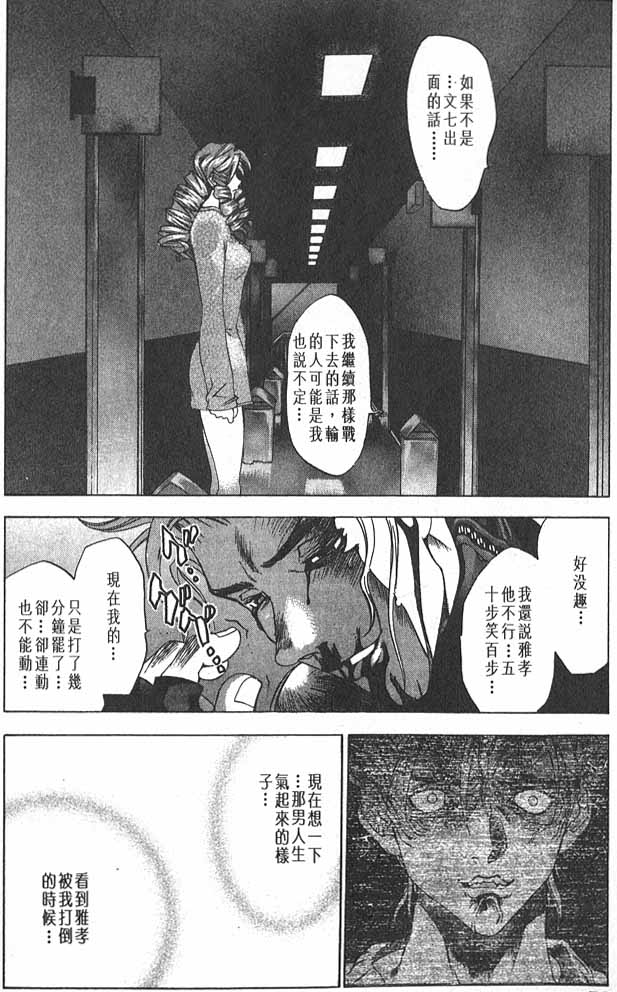 如果不是
…文七出
面的話……
我繼續那樣戰
下去的話，輸
的人可能是我
也説不定…
好没趣…
我還説雅孝
他不行…五
十步笑百步…
現在我的…
只是打了幾
分鐘罷了…
卻…卻連動
也不能動…
現在想一下
…那男人生
氣起來的樣
子…
看到雅孝
被我打倒
的時候…